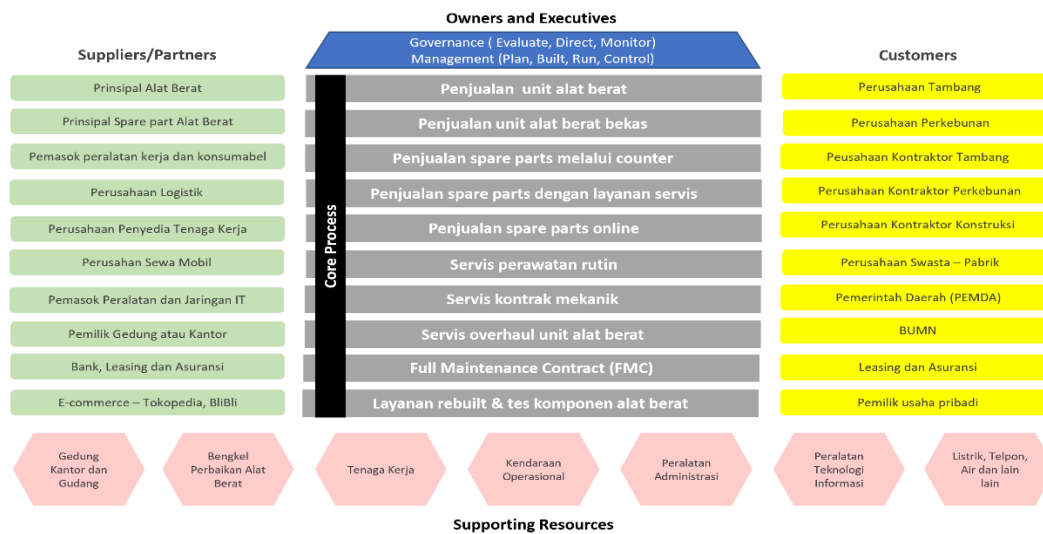 Owners and Executives
Governance ( Evaluate, Direct, Monitor)
Management (Plan, Built, Run, Control)
Suppliers/Partners
Prinsipal Alat Berat
Prinsipal Spare part Alat Berat
Pemasok peralatan kerja dan konsumabel
Perusahaan Logistik
Perusahaan Penyedia Tenaga Kerja
Perusahan Sewa Mobil
Pemasok Peralatan dan Jaringan IT
Pemilik Gedung atau Kantor
Bank, Leasing dan Asuransi
E-commerce – Tokopedia, BliBli
Core Process
Penjualan unit alat berat
Penjualan unit alat berat bekas
Penjualan spare parts melalui counter
Penjualan spare parts dengan layanan servis
Penjualan spare parts online
Servis perawatan rutin
Servis kontrak mekanik
Servis overhaul unit alat berat
Full Maintenance Contract (FMC)
Layanan rebuilt & tes komponen alat berat
Customers
Perusahaan Tambang
Perusahaan Perkebunan
Peusahaan Kontraktor Tambang
Perusahaan Kontraktor Perkebunan
Perusahaan Kontraktor Konstruksi
Perusahaan Swasta – Pabrik
Pemerintah Daerah (PEMDA)
BUMN
Leasing dan Asuransi
Pemilik usaha pribadi
Gedung
Kantor dan
Gudang
Bengkel
Perbaikan Alat
Berat
Tenaga Kerja
Kendaraan
Operasional
Peralatan
Administrasi
Peralatan
Teknologi
Informasi
Listrik, Telpon,
Air dan lain
lain
Supporting Resources